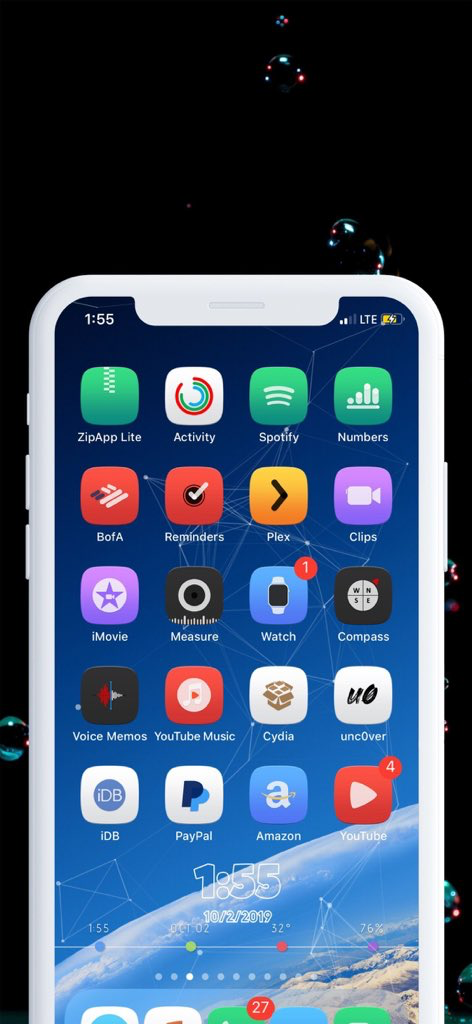 1:55 LTE
ZipApp Lite Activity Spotify Numbers
BofA Reminders Plex Clips
1
W N
S E
iMovie Measure Watch Compass
u0
Voice Memos YouTube Music Cydia unc0ver
4
iDB a
iDB PayPal Amazon YouTube
1:55
10/2/2019
1:55 OCT 02 32° 76%
27